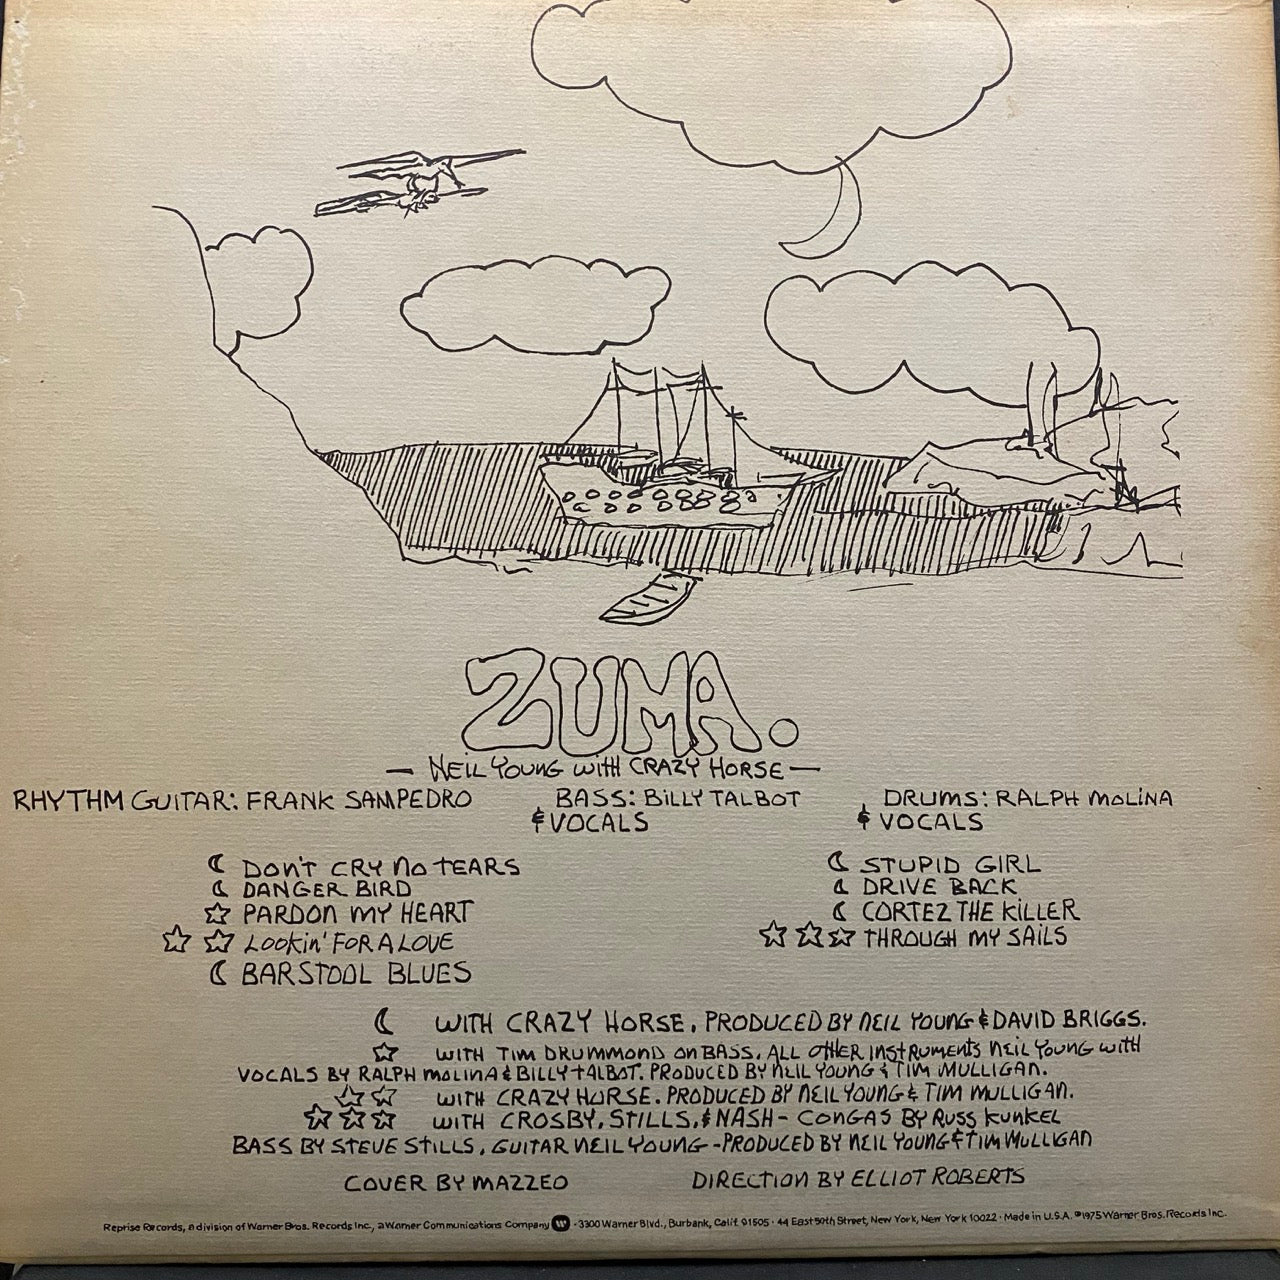 ZUMA.
— NEIL YOUNG WITH CRAZY HORSE —
RHYTHM GUITAR: FRANK SAMPEDRO
BASS: BILLY TALBOT
& VOCALS
DRUMS: RALPH MOLINA
& VOCALS
☾ DON'T CRY NO TEARS
☾ DANGER BIRD
☆ PARDON MY HEART
☆ ☆ LOOKIN' FOR A LOVE
☾ BARSTOOL BLUES
☾ STUPID GIRL
☾ DRIVE BACK
☾ CORTEZ THE KILLER
☆ ☆ ☆ THROUGH MY SAILS
☾ WITH CRAZY HORSE. PRODUCED BY NEIL YOUNG & DAVID BRIGGS.
☆ WITH TIM DRUMMOND ON BASS. ALL OTHER INSTRUMENTS NEIL YOUNG WITH
VOCALS BY RALPH MOLINA & BILLY TALBOT. PRODUCED BY NEIL YOUNG & TIM MULLIGAN.
☆ ☆ WITH CRAZY HORSE. PRODUCED BY NEIL YOUNG & TIM MULLIGAN.
☆ ☆ ☆ WITH CROSBY, STILLS, & NASH - CONGAS BY RUSS KUNKEL
BASS BY STEVE STILLS, GUITAR NEIL YOUNG - PRODUCED BY NEIL YOUNG & TIM MULLIGAN
COVER BY MAZZEO
DIRECTION BY ELLIOT ROBERTS
Reprise Records, a division of Warner Bros. Records Inc., a Warner Communications Company W · 3300 Warner Blvd., Burbank, Calif. 91505 · 44 East 50th Street, New York, New York 10022 · Made in U.S.A. ℗1975 Warner Bros. Records Inc.